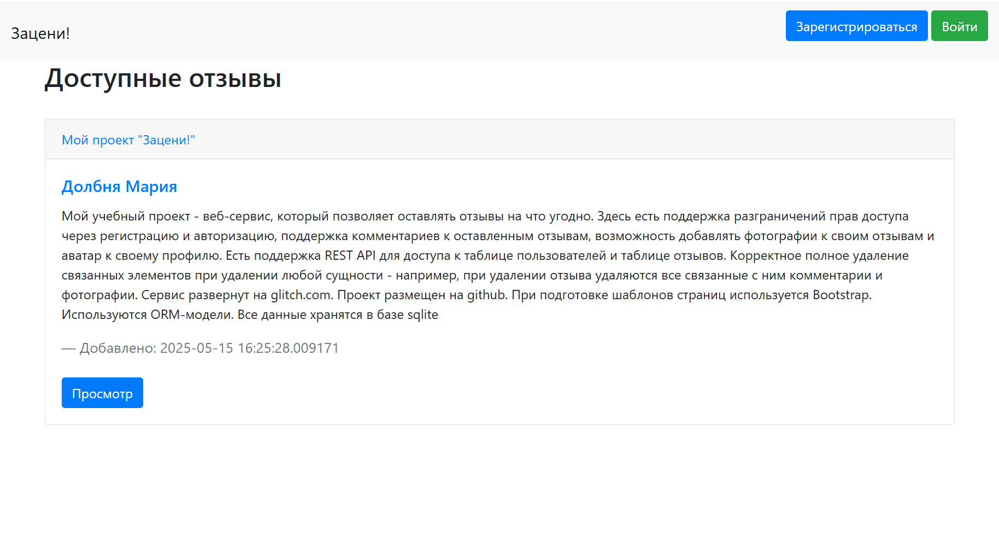 Зацени!
Зарегистрироваться
Войти
Доступные отзывы
Мой проект "Зацени!"
Долбня Мария
Мой учебный проект - веб-сервис, который позволяет оставлять отзывы на что угодно. Здесь есть поддержка разграничений прав доступа
через регистрацию и авторизацию, поддержка комментариев к оставленным отзывам, возможность добавлять фотографии к своим отзывам и
аватар к своему профилю. Есть поддержка REST API для доступа к таблице пользователей и таблице отзывов. Корректное полное удаление
связанных элементов при удалении любой сущности - например, при удалении отзыва удаляются все связанные с ним комментарии и
фотографии. Сервис развернут на glitch.com. Проект размещен на github. При подготовке шаблонов страниц используется Bootstrap.
Используются ORM-модели. Все данные хранятся в базе sqlite
— Добавлено: 2025-05-15 16:25:28.009171
Просмотр